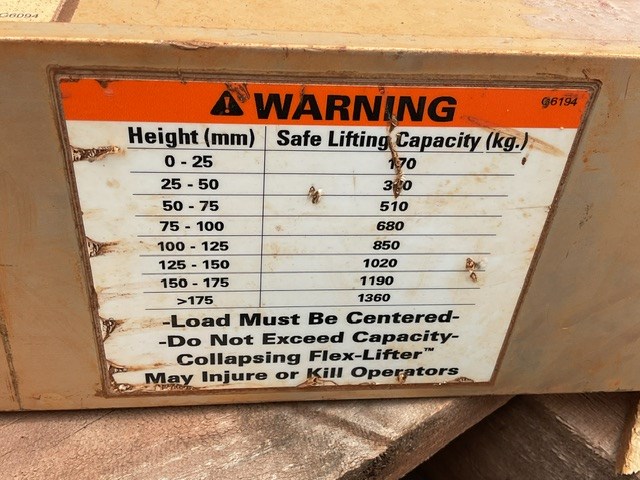 G6094
WARNING G6194
Height (mm) Safe Lifting Capacity (kg.)
0 - 25 170
25 - 50 340
50 - 75 510
75 - 100 680
100 - 125 850
125 - 150 1020
150 - 175 1190
>175 1360
-Load Must Be Centered-
-Do Not Exceed Capacity-
Collapsing Flex-Lifter™
May Injure or Kill Operators